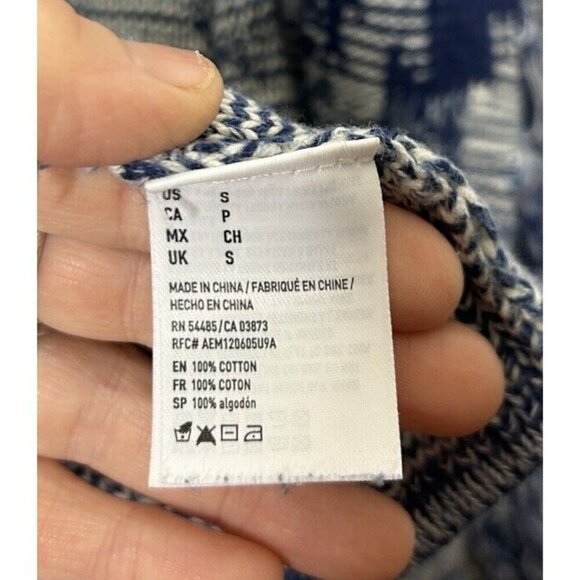 US S
CA P
MX CH
UK S
MADE IN CHINA / FABRIQUÉ EN CHINE /
HECHO EN CHINA
RN 54485/CA 03873
RFC# AEM120605U9A
EN 100% COTTON
FR 100% COTON
SP 100% algodón